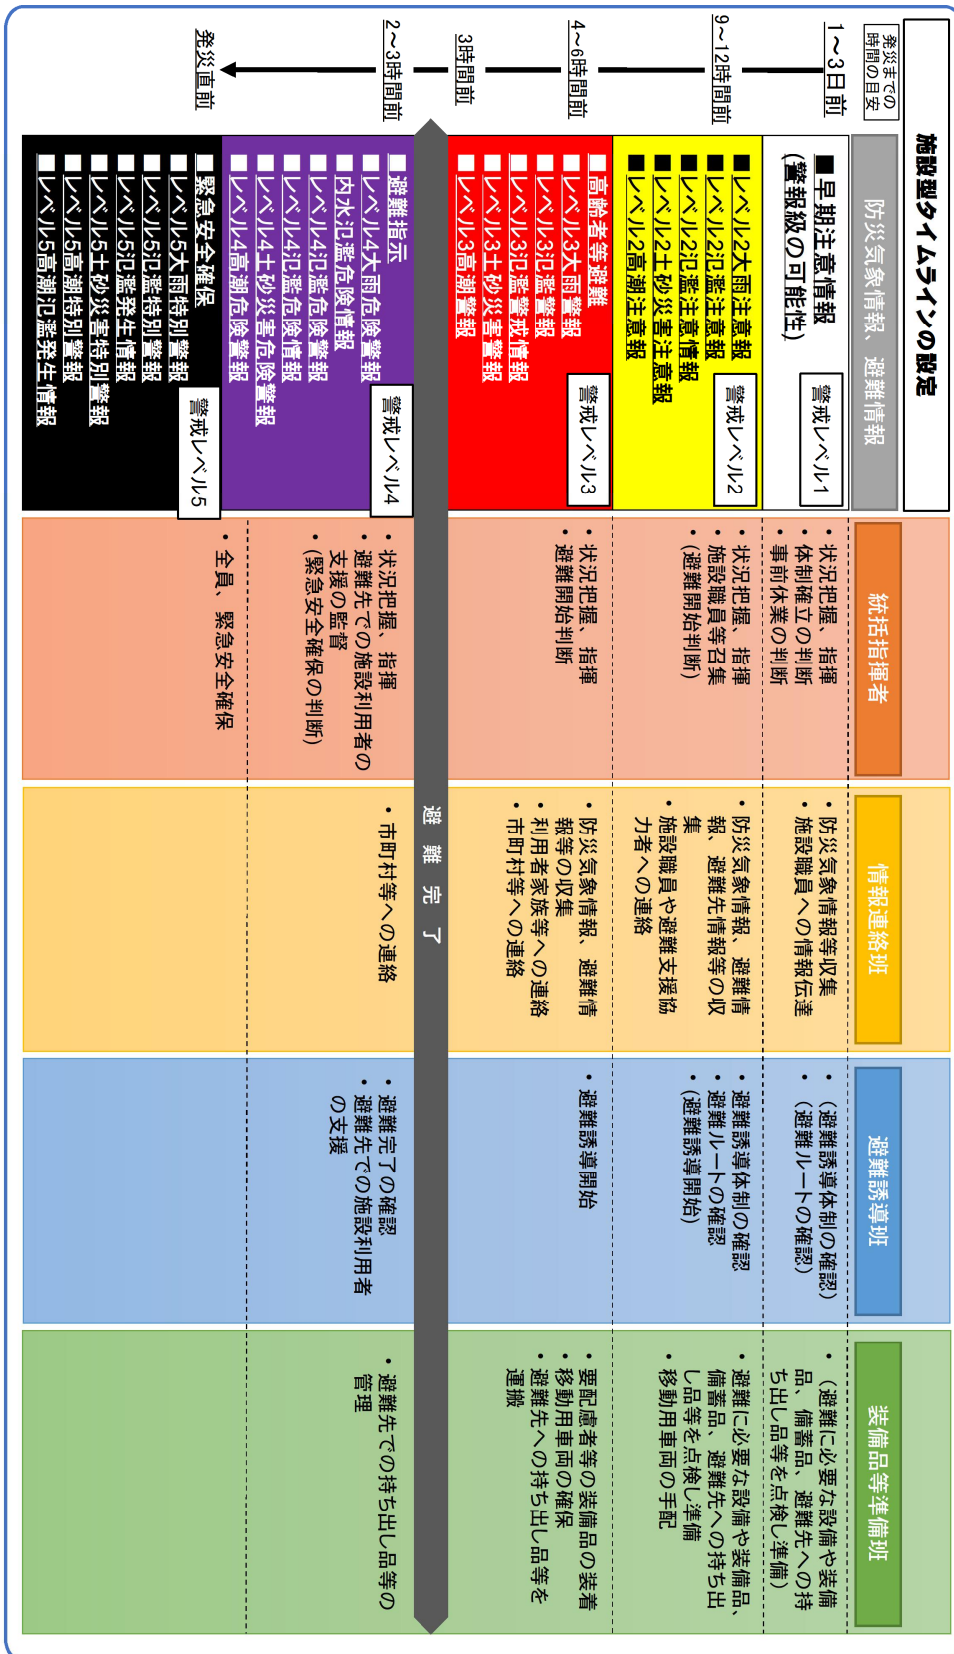 施設型タイムラインの設定
発災までの
時間の目安
防災気象情報、避難情報
統括指揮者
情報連絡班
避難誘導班
装備品等準備班
1～3日前
■早期注意情報
(警報級の可能性)
警戒レベル1
・状況把握、指揮
・体制確立の判断
・事前休業の判断
・防災気象情報等収集
・施設職員への情報伝達
・（避難誘導体制の確認）
・（避難ルートの確認）
・（避難に必要な設備や装備
品、備蓄品、避難先への持
ち出し品等を点検し準備）
9～12時間前
■レベル2大雨注意報
■レベル2氾濫注意報
■レベル2氾濫注意情報
■レベル2土砂災害注意報
■レベル2高潮注意報
警戒レベル2
・状況把握、指揮
・施設職員等召集
・(避難開始判断)
・防災気象情報、避難情
報、避難先情報等の収
集
・施設職員や避難支援協
力者への連絡
・避難誘導体制の確認
・避難ルートの確認
・(避難誘導開始)
・避難に必要な設備や装備品、
備蓄品、避難先への持ち出
し品等を点検し準備
・移動用車両の手配
4～6時間前
3時間前
■高齢者等避難
■レベル3大雨警報
■レベル3氾濫警報
■レベル3氾濫警戒情報
■レベル3土砂災害警報
■レベル3高潮警報
警戒レベル3
・状況把握、指揮
・避難開始判断
・防災気象情報、避難情
報等の収集
・利用者家族等への連絡
・市町村等への連絡
・避難誘導開始
・要配慮者等の装備品の装着
・移動用車両の確保
・避難先への持ち出し品等を
運搬
避難完了
2～3時間前
■避難指示
■レベル4大雨危険警報
■内水氾濫危険情報
■レベル4氾濫危険警報
■レベル4氾濫危険情報
■レベル4土砂災害危険警報
■レベル4高潮危険警報
警戒レベル4
・状況把握、指揮
・避難先での施設利用者の
支援の監督
・(緊急安全確保の判断)
・市町村等への連絡
・避難完了の確認
・避難先での施設利用者
の支援
・避難先での持ち出し品等の
管理
発災直前
■緊急安全確保
■レベル5大雨特別警報
■レベル5氾濫特別警報
■レベル5氾濫発生情報
■レベル5土砂災害特別警報
■レベル5高潮特別警報
■レベル5高潮氾濫発生情報
警戒レベル5
・全員、緊急安全確保